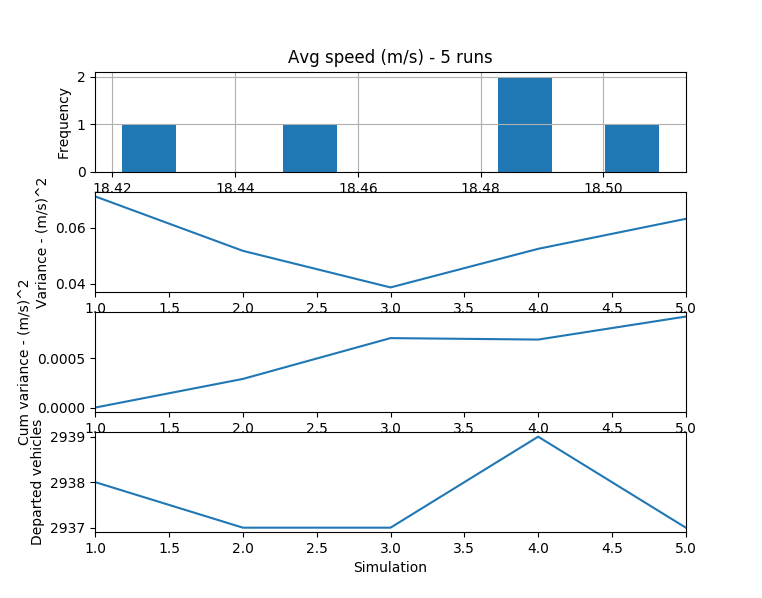 Avg speed (m/s) - 5 runs
2
1
0
Frequency
18.42 18.44 18.46 18.48 18.50
0.06
0.04
Variance - (m/s)^2
1.0 1.5 2.0 2.5 3.0 3.5 4.0 4.5 5.0
0.0005
0.0000
Cum variance - (m/s)^2
1.0 1.5 2.0 2.5 3.0 3.5 4.0 4.5 5.0
2939
2938
2937
Departed vehicles
1.0 1.5 2.0 2.5 3.0 3.5 4.0 4.5 5.0
Simulation